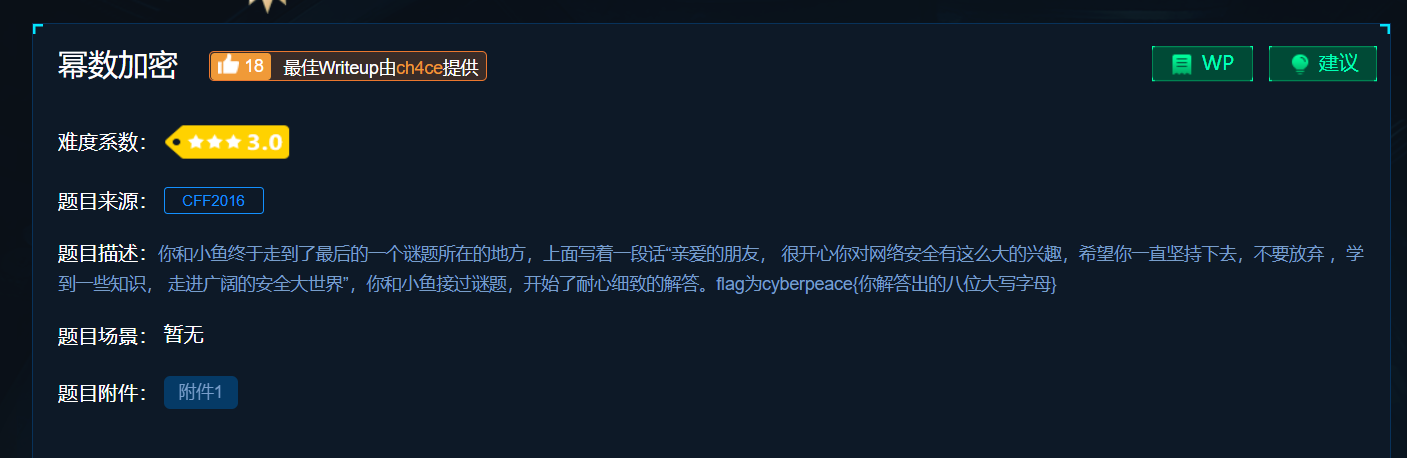 幂数加密 18 最佳Writeup由ch4ce提供 WP 建议
难度系数： 3.0
题目来源： CFF2016
题目描述：你和小鱼终于走到了最后的一个谜题所在的地方，上面写着一段话“亲爱的朋友， 很开心你对网络安全有这么大的兴趣，希望你一直坚持下去，不要放弃 ，学
到一些知识， 走进广阔的安全大世界”，你和小鱼接过谜题，开始了耐心细致的解答。flag为cyberpeace{你解答出的八位大写字母}
题目场景： 暂无
题目附件： 附件1